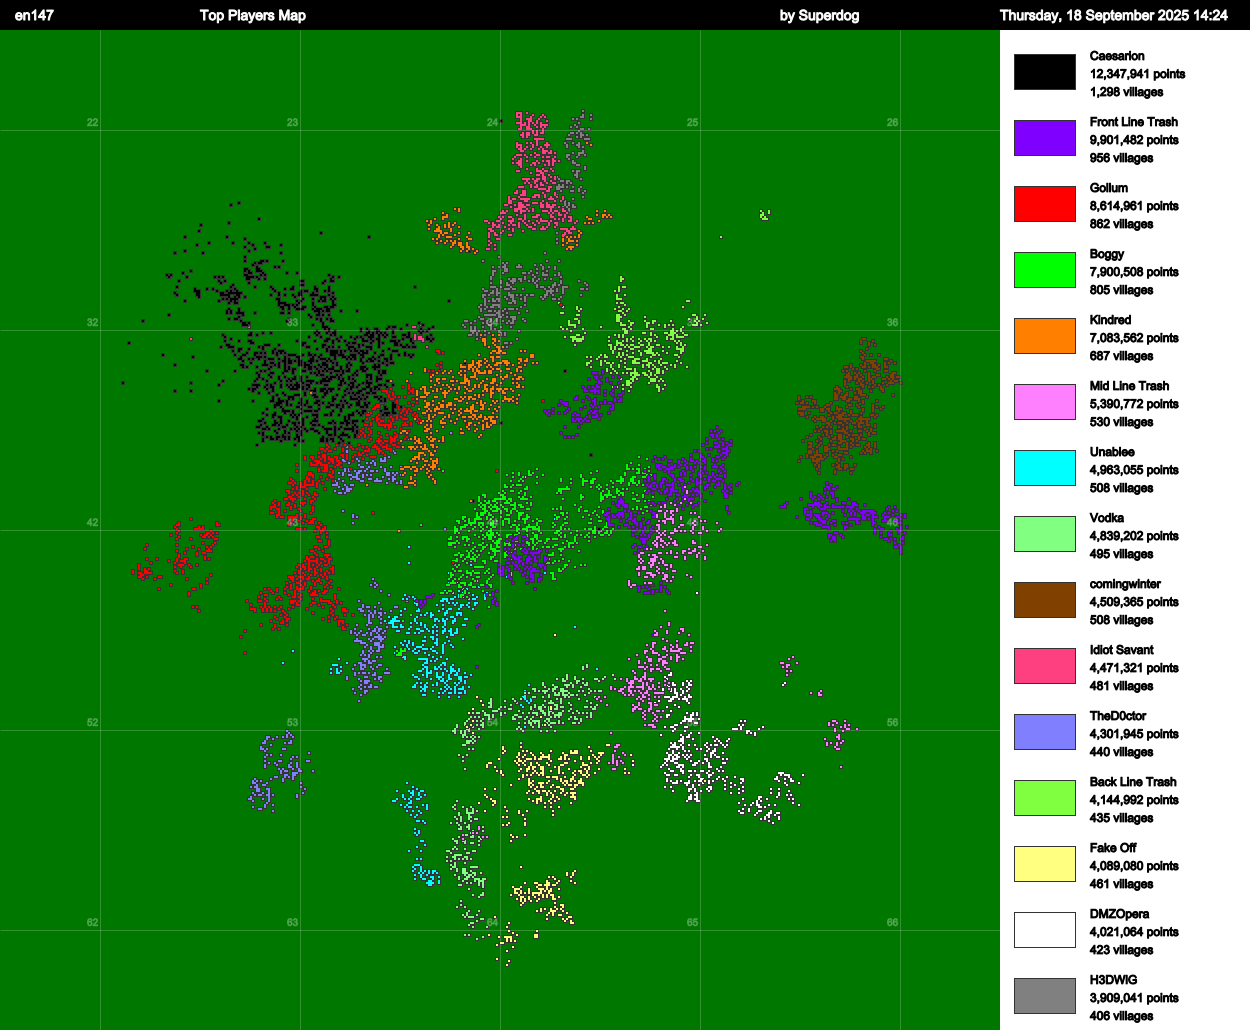 en147 Top Players Map by Superdog Thursday, 18 September 2025 14:24
22 23 24 25 26
32 33 36
42 43 46
52 53 54 56
62 63 64 65 66
Caesarion
12,347,941 points
1,298 villages
Front Line Trash
9,901,482 points
956 villages
Gollum
8,614,961 points
862 villages
Boggy
7,900,508 points
805 villages
Kindred
7,083,562 points
687 villages
Mid Line Trash
5,390,772 points
530 villages
Unablee
4,963,055 points
508 villages
Vodka
4,839,202 points
495 villages
comingwinter
4,509,365 points
508 villages
Idiot Savant
4,471,321 points
481 villages
TheD0ctor
4,301,945 points
440 villages
Back Line Trash
4,144,992 points
435 villages
Fake Off
4,089,080 points
461 villages
DMZOpera
4,021,064 points
423 villages
H3DWIG
3,909,041 points
406 villages